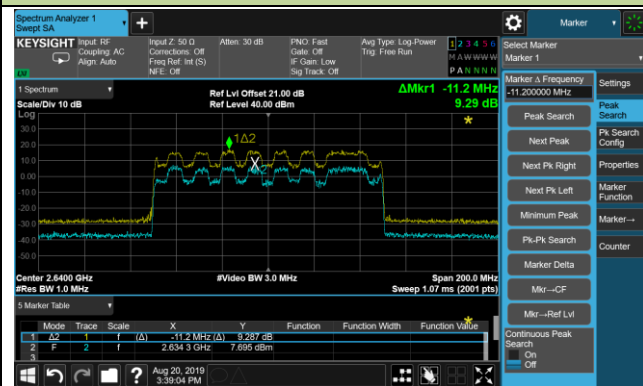 Spectrum Analyzer 1
Swept SA
Marker
KEYSIGHT
Input: RF
Coupling: AC
Align: Auto
Input Z: 50 Ω
Corrections: Off
Freq Ref: Int (S)
NFE: Off
Atten: 30 dB
PNO: Fast
Gate: Off
IF Gain: Low
Sig Track: Off
Avg Type: Log-Power
Trig: Free Run
1 2 3 4 5 6
M A W W W W
P A N N N N
LXI
Select Marker
Marker 1
1 Spectrum
Scale/Div 10 dB
Log
Ref Lvl Offset 21.00 dB
Ref Level 40.00 dBm
ΔMkr1 -11.2 MHz
9.29 dB
1Δ2
30.0
20.0
10.0
0.00
-10.0
-20.0
-30.0
-40.0
-50.0
Center 2.6400 GHz
#Res BW 1.0 MHz
#Video BW 3.0 MHz
Span 200.0 MHz
Sweep 1.07 ms (2001 pts)
5 Marker Table
Mode Trace Scale X Y Function Function Width Function Value
1 Δ2 1 f (Δ) -11.2 MHz (Δ) 9.287 dB
2 F 2 f 2.634 3 GHz 7.695 dBm
3
Marker Δ Frequency
-11.200000 MHz
Peak Search
Next Peak
Next Pk Right
Next Pk Left
Minimum Peak
Pk-Pk Search
Marker Delta
Mkr→CF
Mkr→Ref Lvl
Continuous Peak
Search
On
Off
Settings
Peak
Search
Pk Search
Config
Properties
Marker
Function
Marker→
Counter
Aug 20, 2019
3:39:04 PM